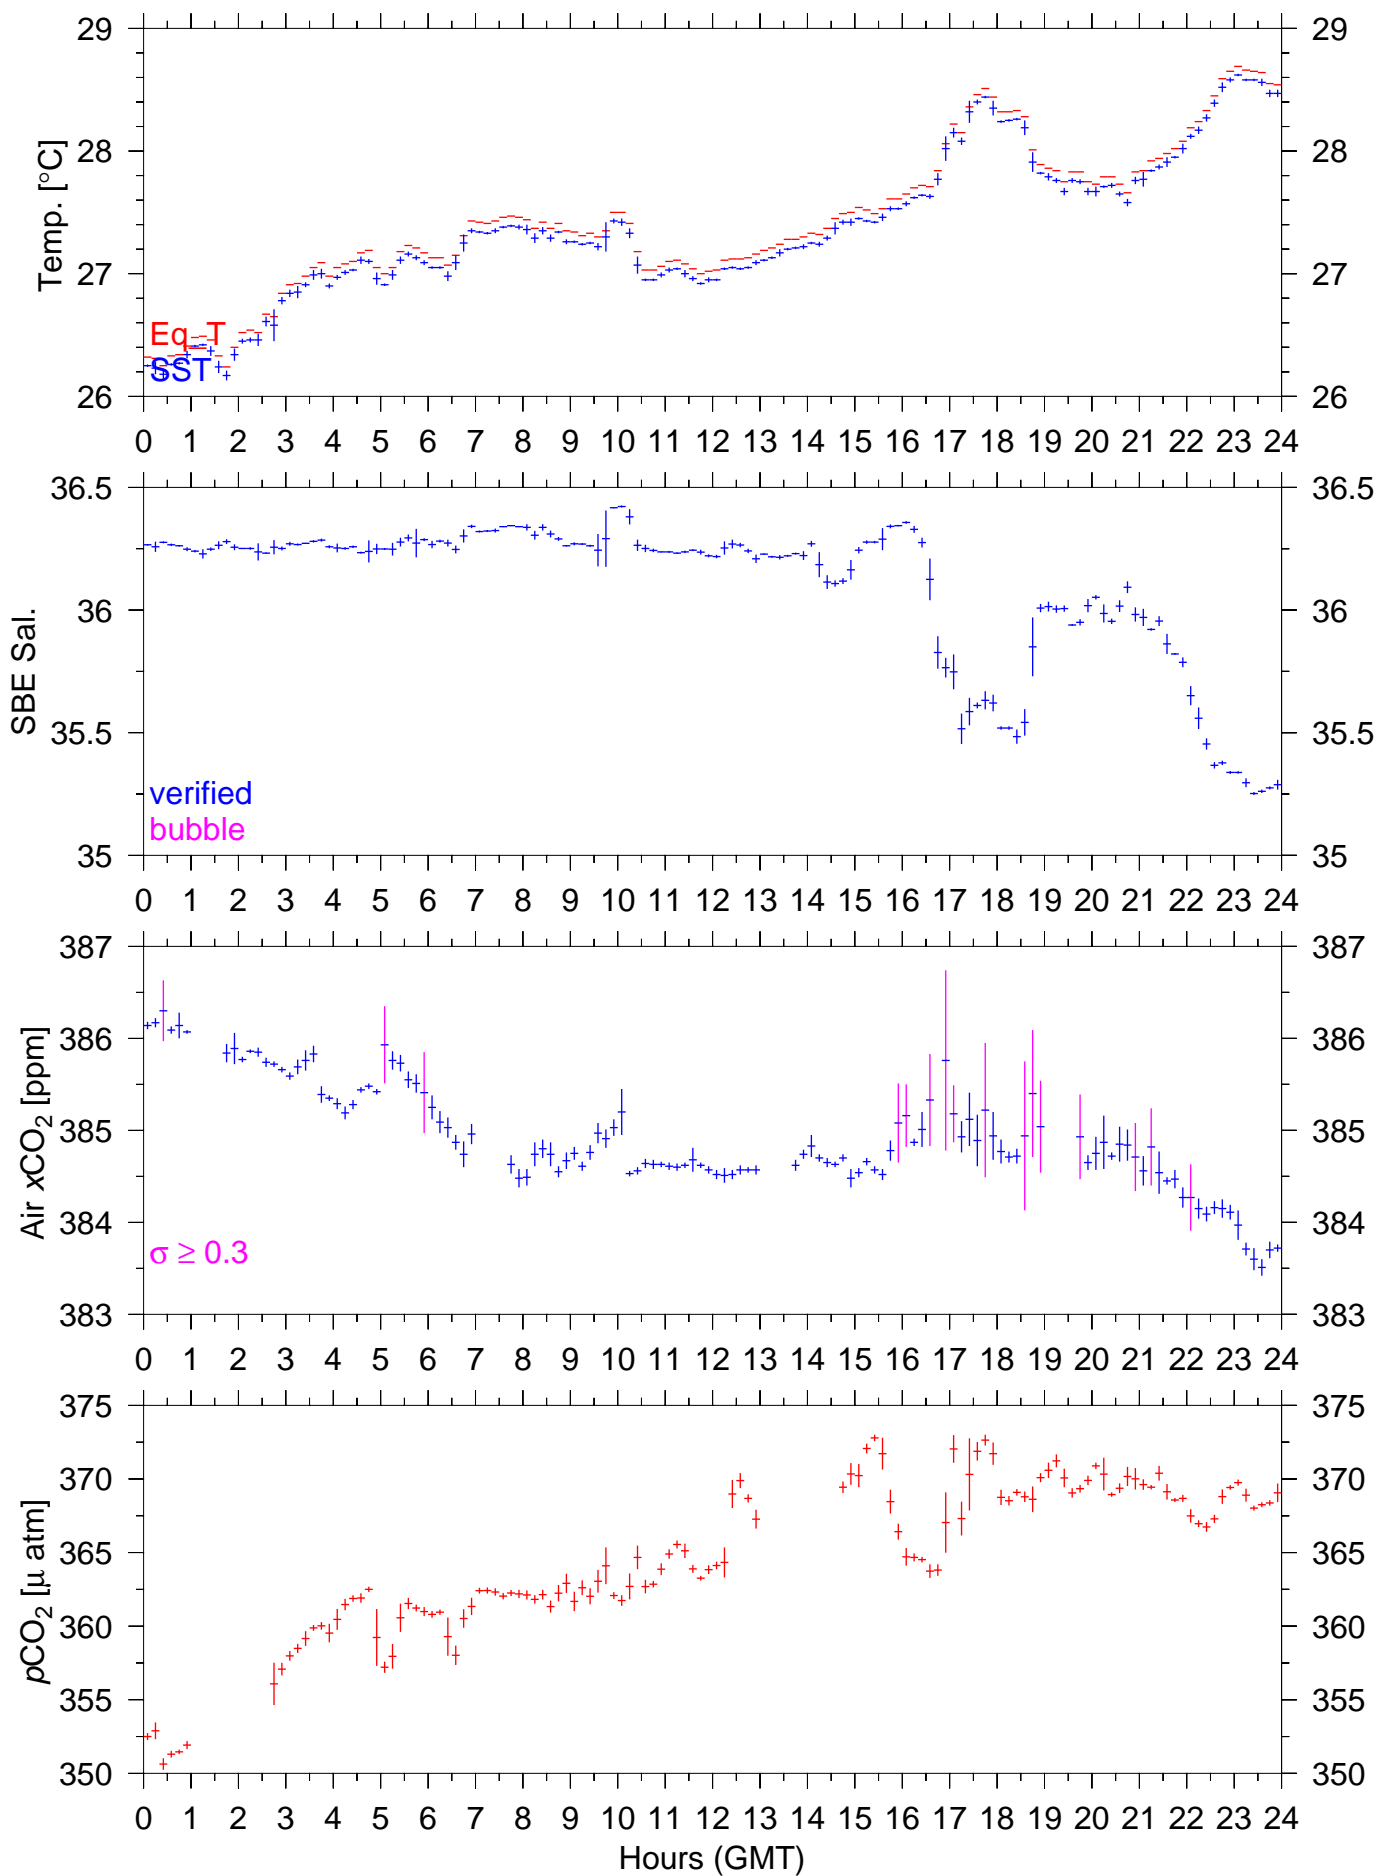 29 29
28 28
27 27
26 26
Temp. [°C]
Eq. T
SST
0 1 2 3 4 5 6 7 8 9 10 11 12 13 14 15 16 17 18 19 20 21 22 23 24
36.5 36.5
36 36
35.5 35.5
35 35
SBE Sal.
verified
bubble
0 1 2 3 4 5 6 7 8 9 10 11 12 13 14 15 16 17 18 19 20 21 22 23 24
387 387
386 386
385 385
384 384
383 383
Air xCO₂ [ppm]
σ ≥ 0.3
0 1 2 3 4 5 6 7 8 9 10 11 12 13 14 15 16 17 18 19 20 21 22 23 24
375 375
370 370
365 365
360 360
355 355
350 350
pCO₂ [μ atm]
0 1 2 3 4 5 6 7 8 9 10 11 12 13 14 15 16 17 18 19 20 21 22 23 24
Hours (GMT)